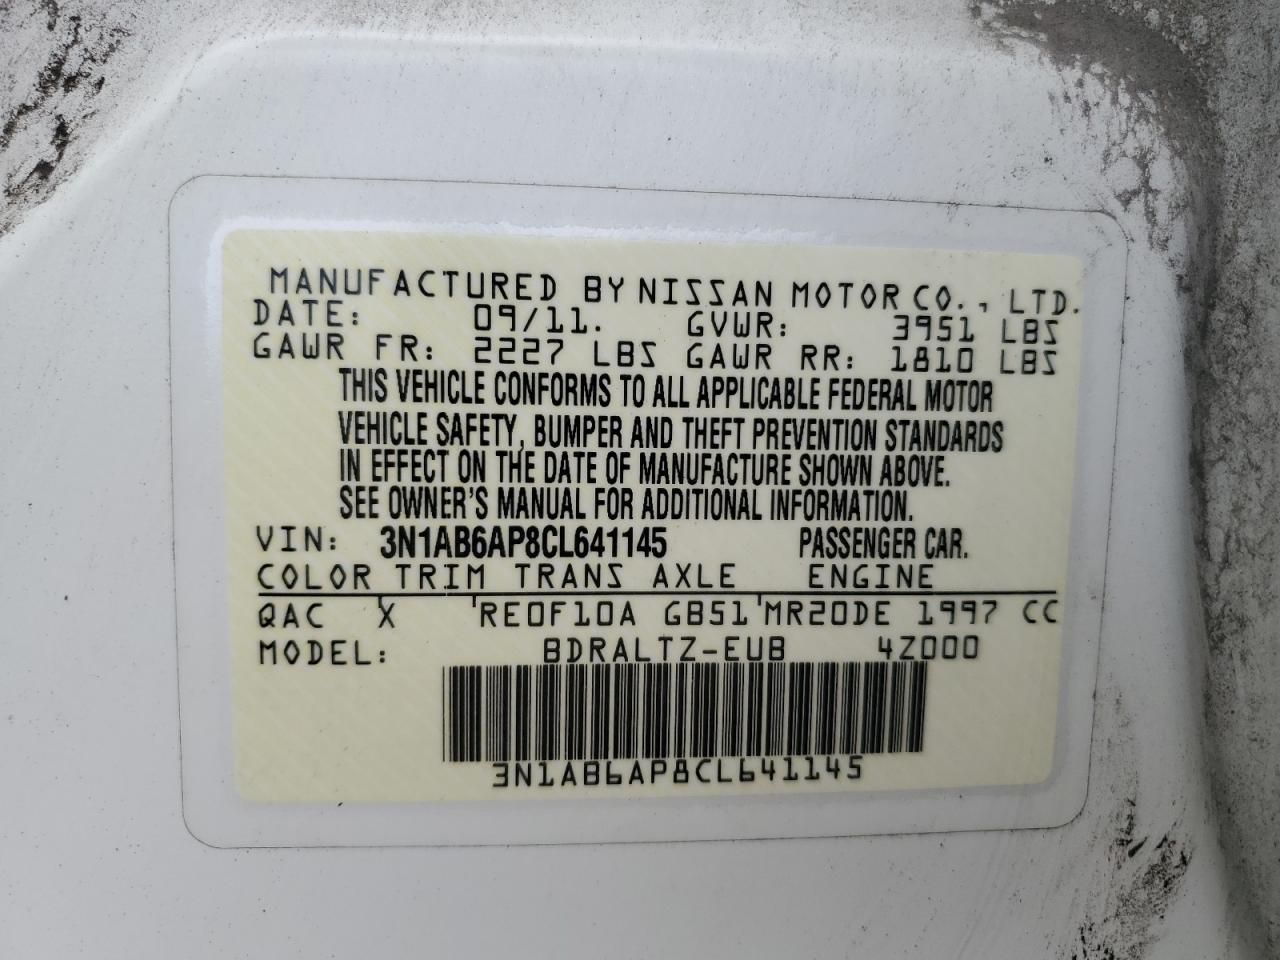 MANUFACTURED BY NISSAN MOTOR CO., LTD.
DATE: 09/11. GVWR: 3951 LBS
GAWR FR: 2227 LBS GAWR RR: 1810 LBS
THIS VEHICLE CONFORMS TO ALL APPLICABLE FEDERAL MOTOR
VEHICLE SAFETY, BUMPER AND THEFT PREVENTION STANDARDS
IN EFFECT ON THE DATE OF MANUFACTURE SHOWN ABOVE.
SEE OWNER'S MANUAL FOR ADDITIONAL INFORMATION.
VIN: 3N1AB6AP8CL641145 PASSENGER CAR.
COLOR TRIM TRANS AXLE ENGINE
QAC X RE0F10A GB51 MR20DE 1997 CC
MODEL: BDRALTZ-EUB 4Z000
3N1AB6AP8CL641145